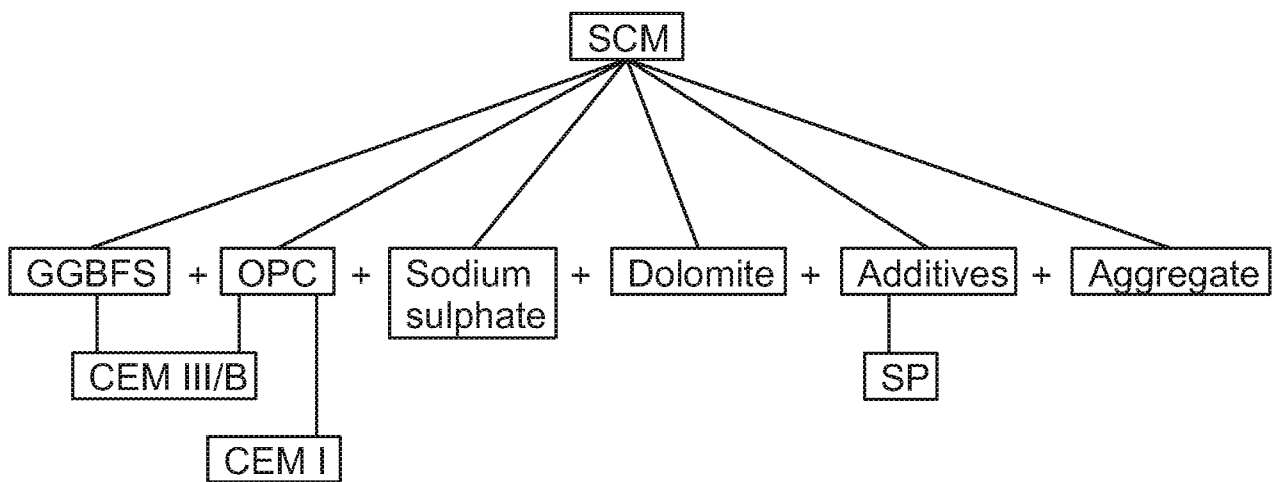 SCM
GGBFS + OPC + Sodium + Dolomite + Additives + Aggregate
sulphate
CEM III/B
SP
CEM I